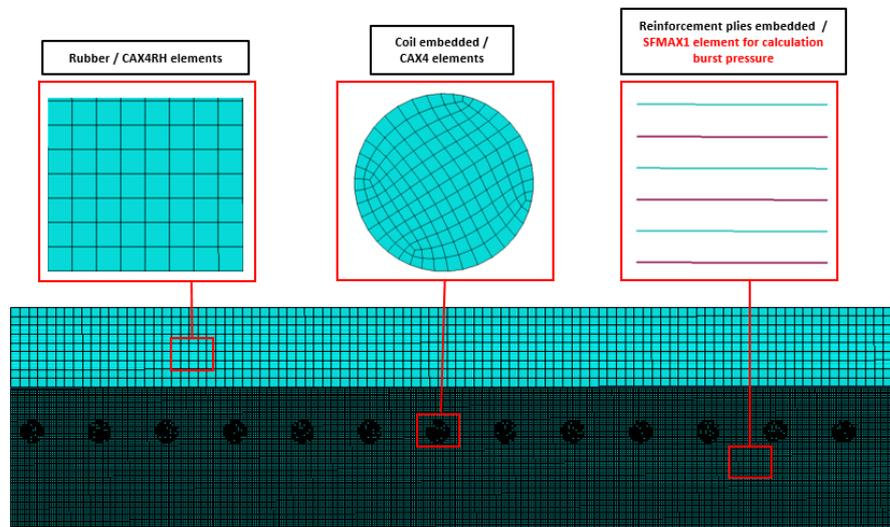 Rubber / CAX4RH elements
Coil embedded /
CAX4 elements
Reinforcement plies embedded /
SFMAX1 element for calculation
burst pressure